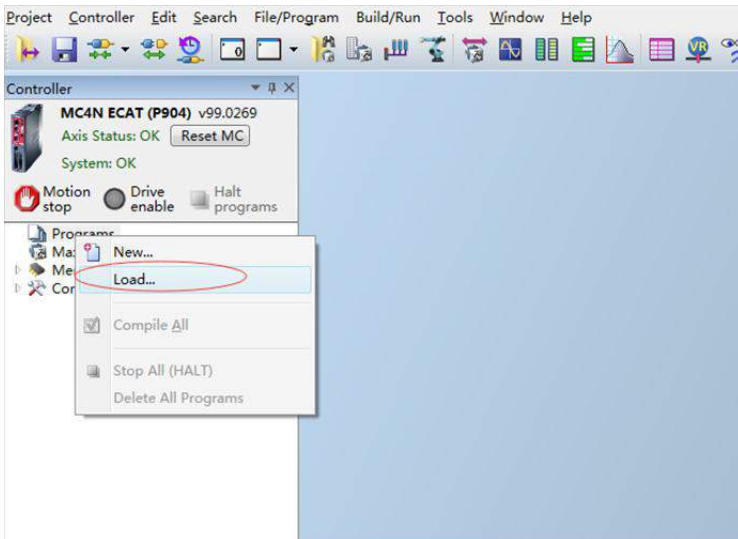 Project Controller Edit Search File/Program Build/Run Tools Window Help
Controller
MC4N ECAT (P904) v99.0269
Axis Status: OK Reset MC
System: OK
Motion stop
Drive enable
Halt programs
Programs
New...
Load...
Compile All
Stop All (HALT)
Delete All Programs